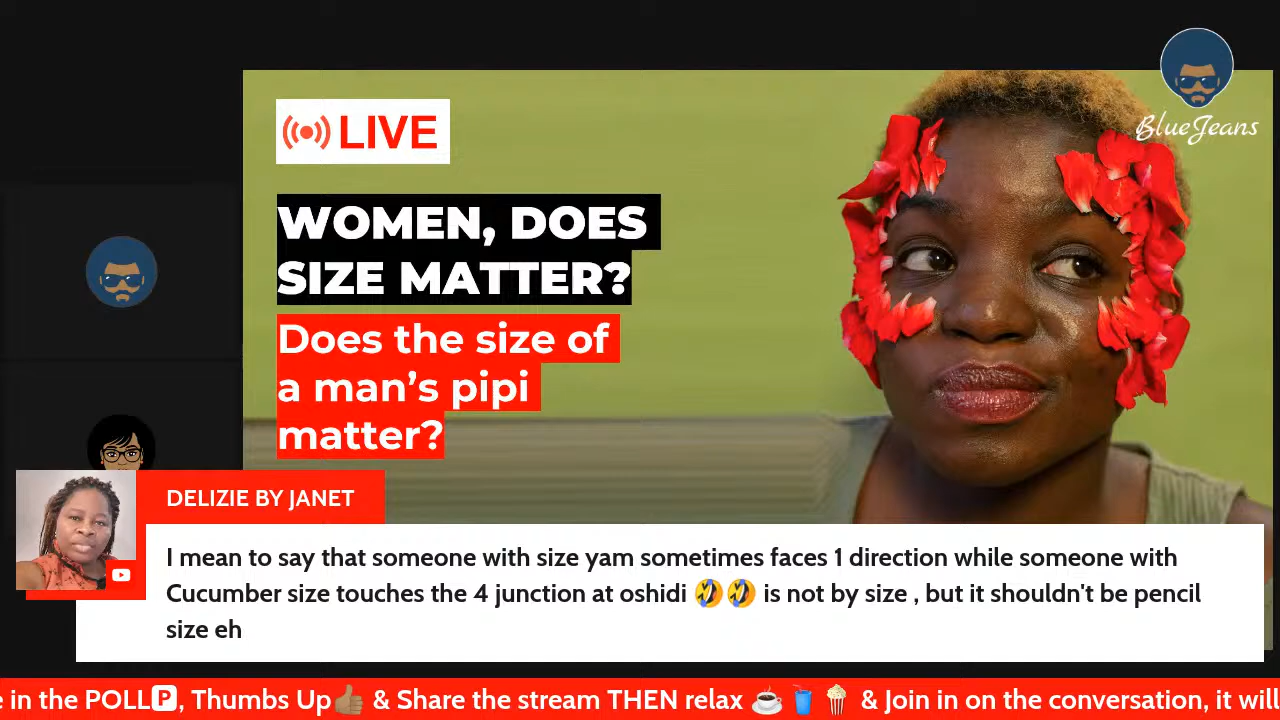 BlueJeans
LIVE
WOMEN, DOES
SIZE MATTER?
Does the size of
a man's pipi
matter?
DELIZIE BY JANET
I mean to say that someone with size yam sometimes faces 1 direction while someone with
Cucumber size touches the 4 junction at oshidi 🤣🤣 is not by size , but it shouldn't be pencil
size eh
in the POLL🅿, Thumbs Up👍🏾 & Share the stream THEN relax ☕🥤🍿 & Join in on the conversation, it will